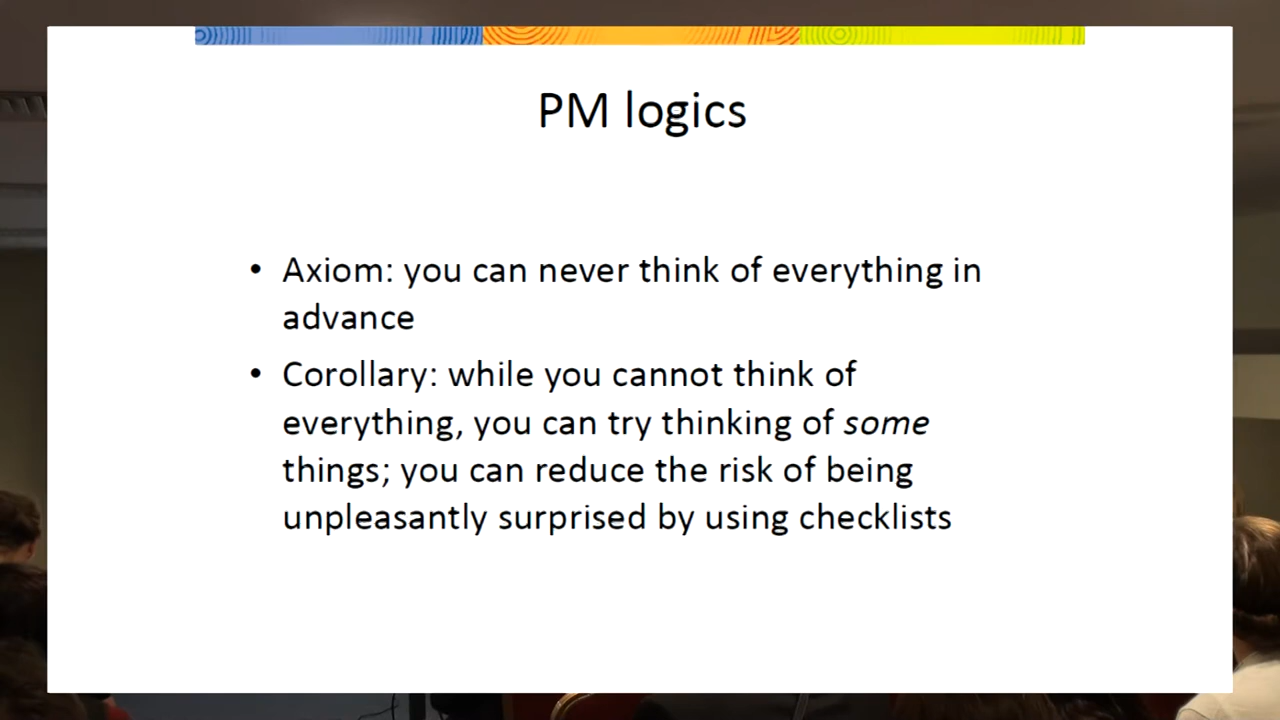 PM logics
• Axiom: you can never think of everything in
advance
• Corollary: while you cannot think of
everything, you can try thinking of some
things; you can reduce the risk of being
unpleasantly surprised by using checklists